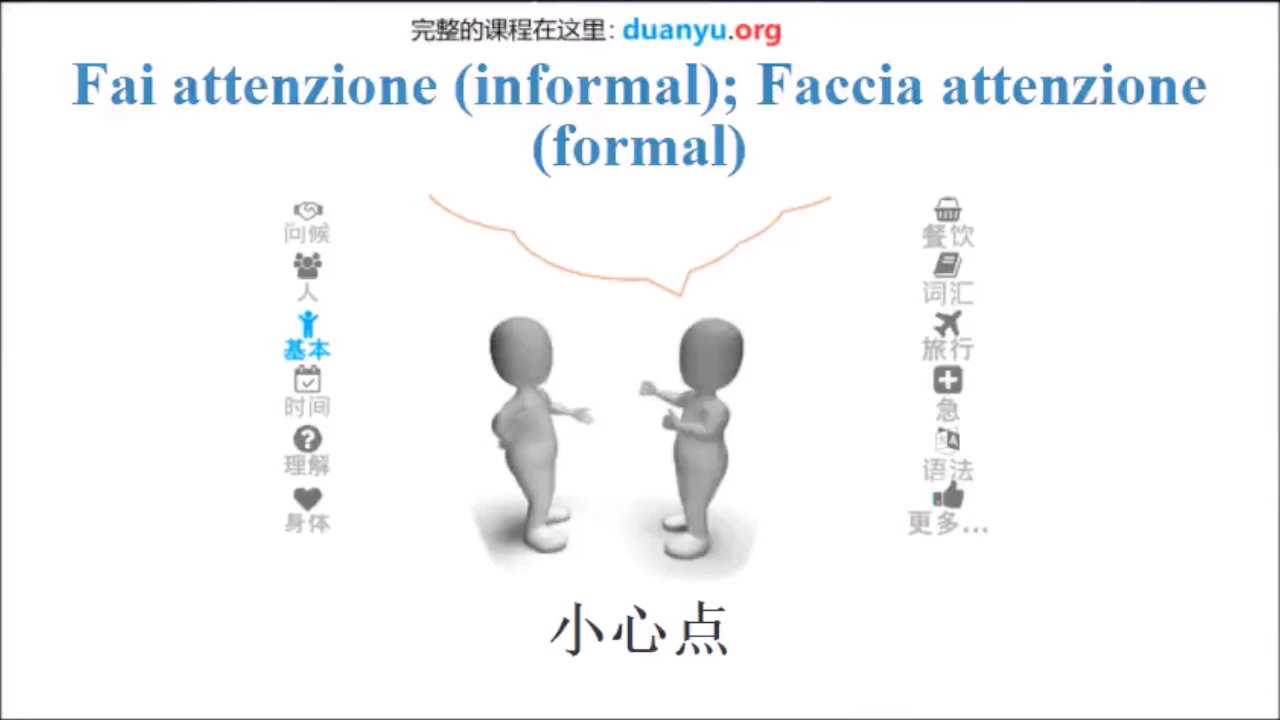 完整的课程在这里: duanyu.org
Fai attenzione (informal); Faccia attenzione
(formal)
问候
人
基本
时间
理解
身体
餐饮
词汇
旅行
急
语法
更多...
小心点